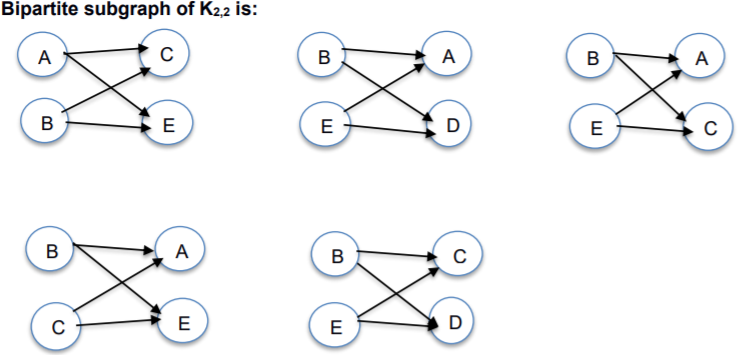 Bipartite subgraph of K2,2 is:
A C B A B A
B E E D E C
B A B C
C E E D